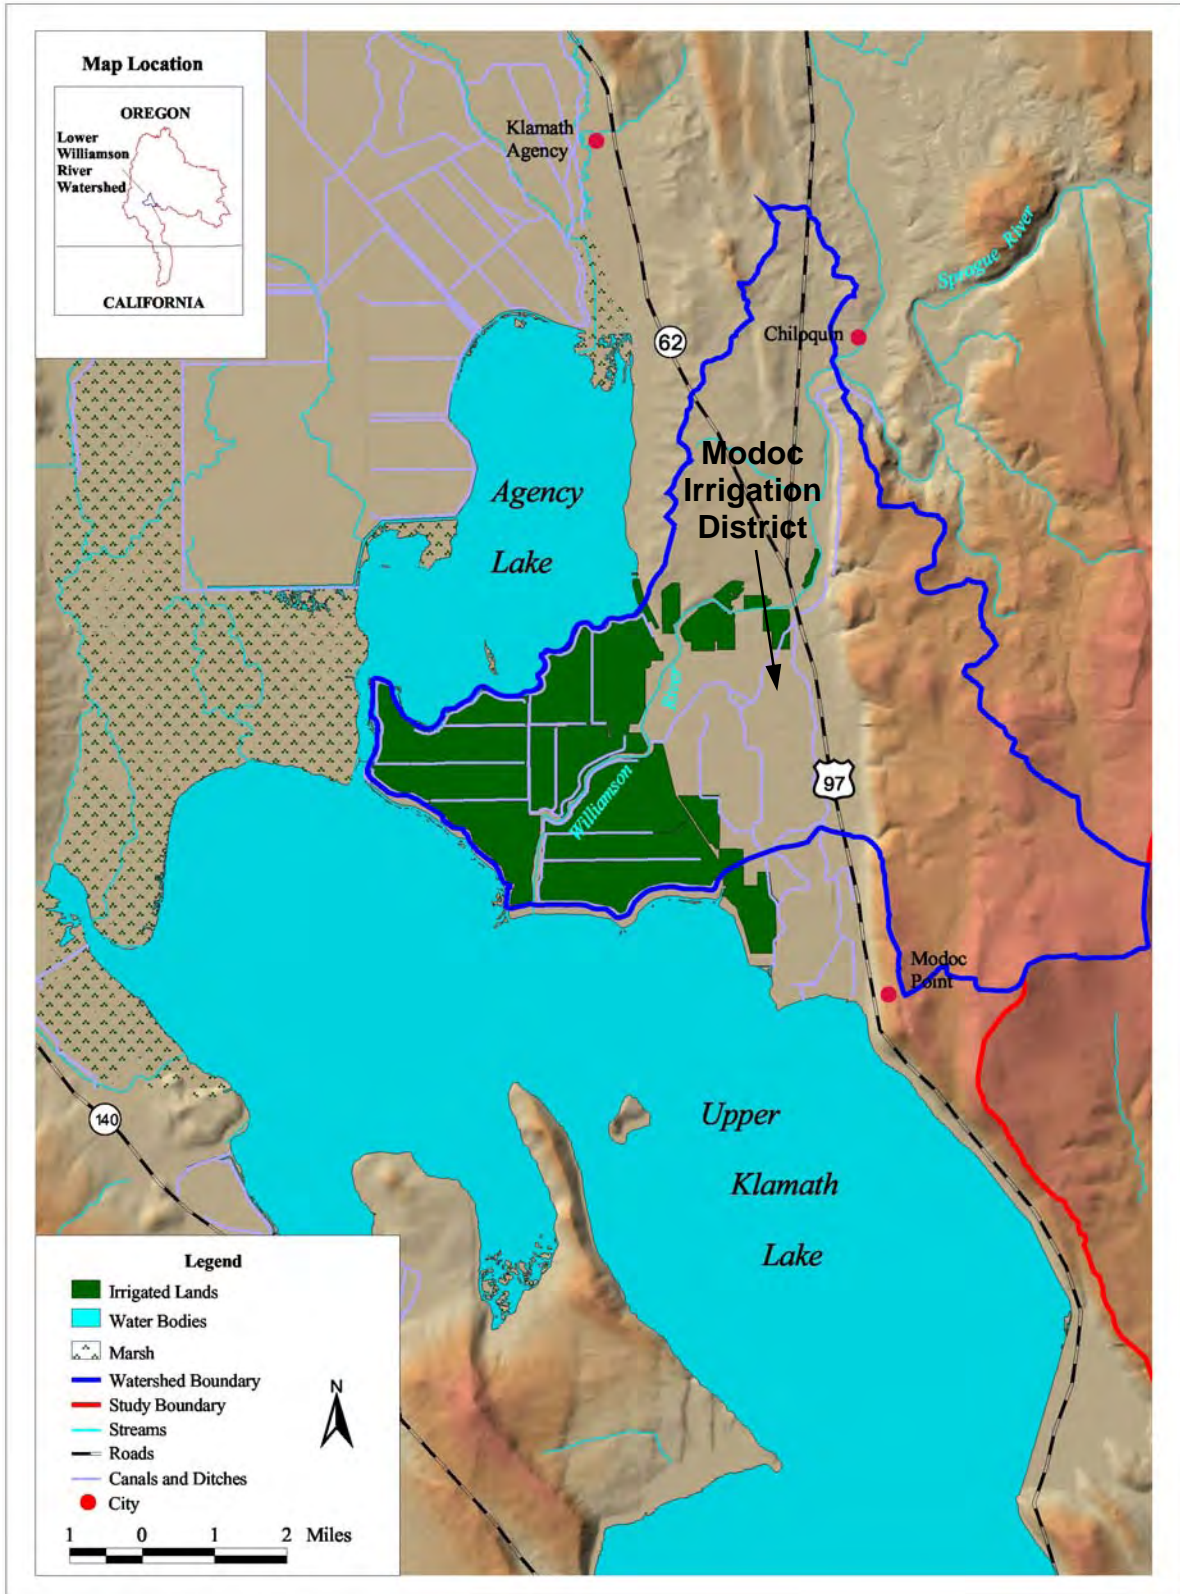 Map Location
OREGON
Lower
Williamson
River
Watershed
CALIFORNIA
Klamath
Agency
Sprague River
62
Chiloquin
Modoc
Irrigation
District
Agency
Lake
River
Williamson
97
Modoc
Point
140
Upper
Klamath
Lake
Legend
Irrigated Lands
Water Bodies
Marsh
Watershed Boundary
Study Boundary
Streams
Roads
Canals and Ditches
City
N
1 0 1 2 Miles